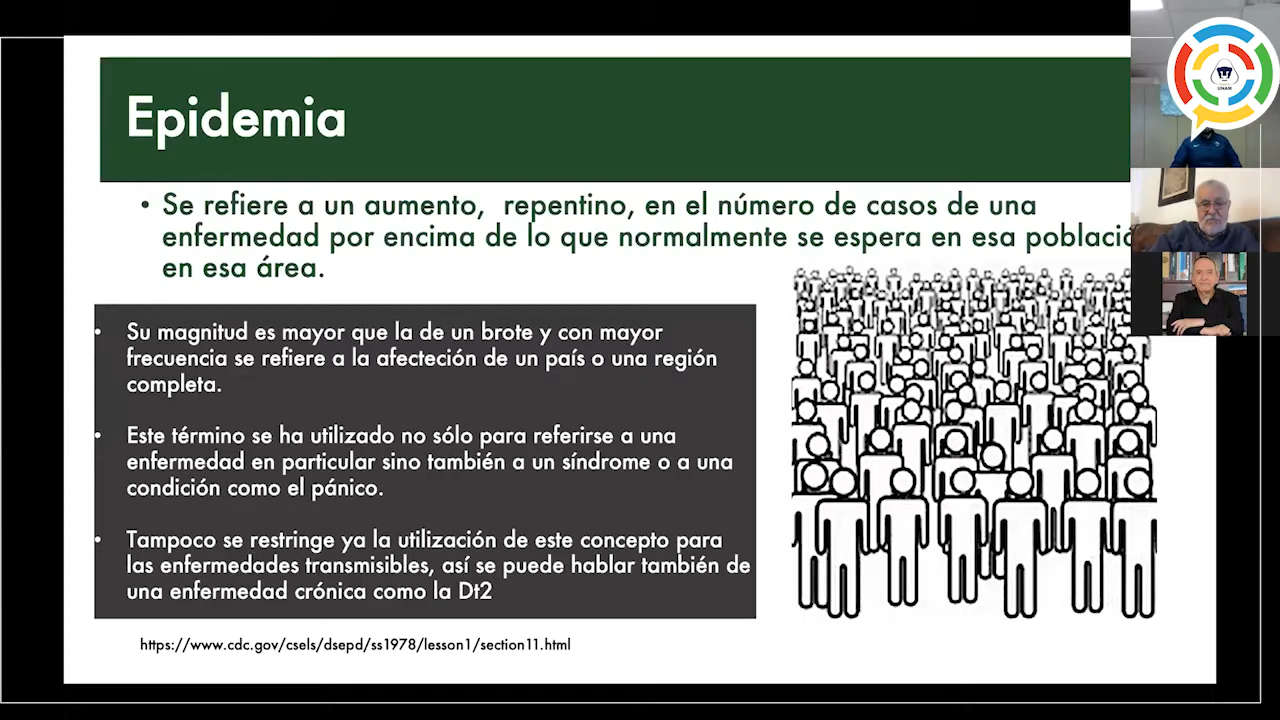 Epidemia
• Se refiere a un aumento, repentino, en el número de casos de una
enfermedad por encima de lo que normalmente se espera en esa població
en esa área.
• Su magnitud es mayor que la de un brote y con mayor
frecuencia se refiere a la afecteción de un país o una región
completa.
• Este término se ha utilizado no sólo para referirse a una
enfermedad en particular sino también a un síndrome o a una
condición como el pánico.
• Tampoco se restringe ya la utilización de este concepto para
las enfermedades transmisibles, así se puede hablar también de
una enfermedad crónica como la Dt2
https://www.cdc.gov/csels/dsepd/ss1978/lesson1/section11.html
UNAM